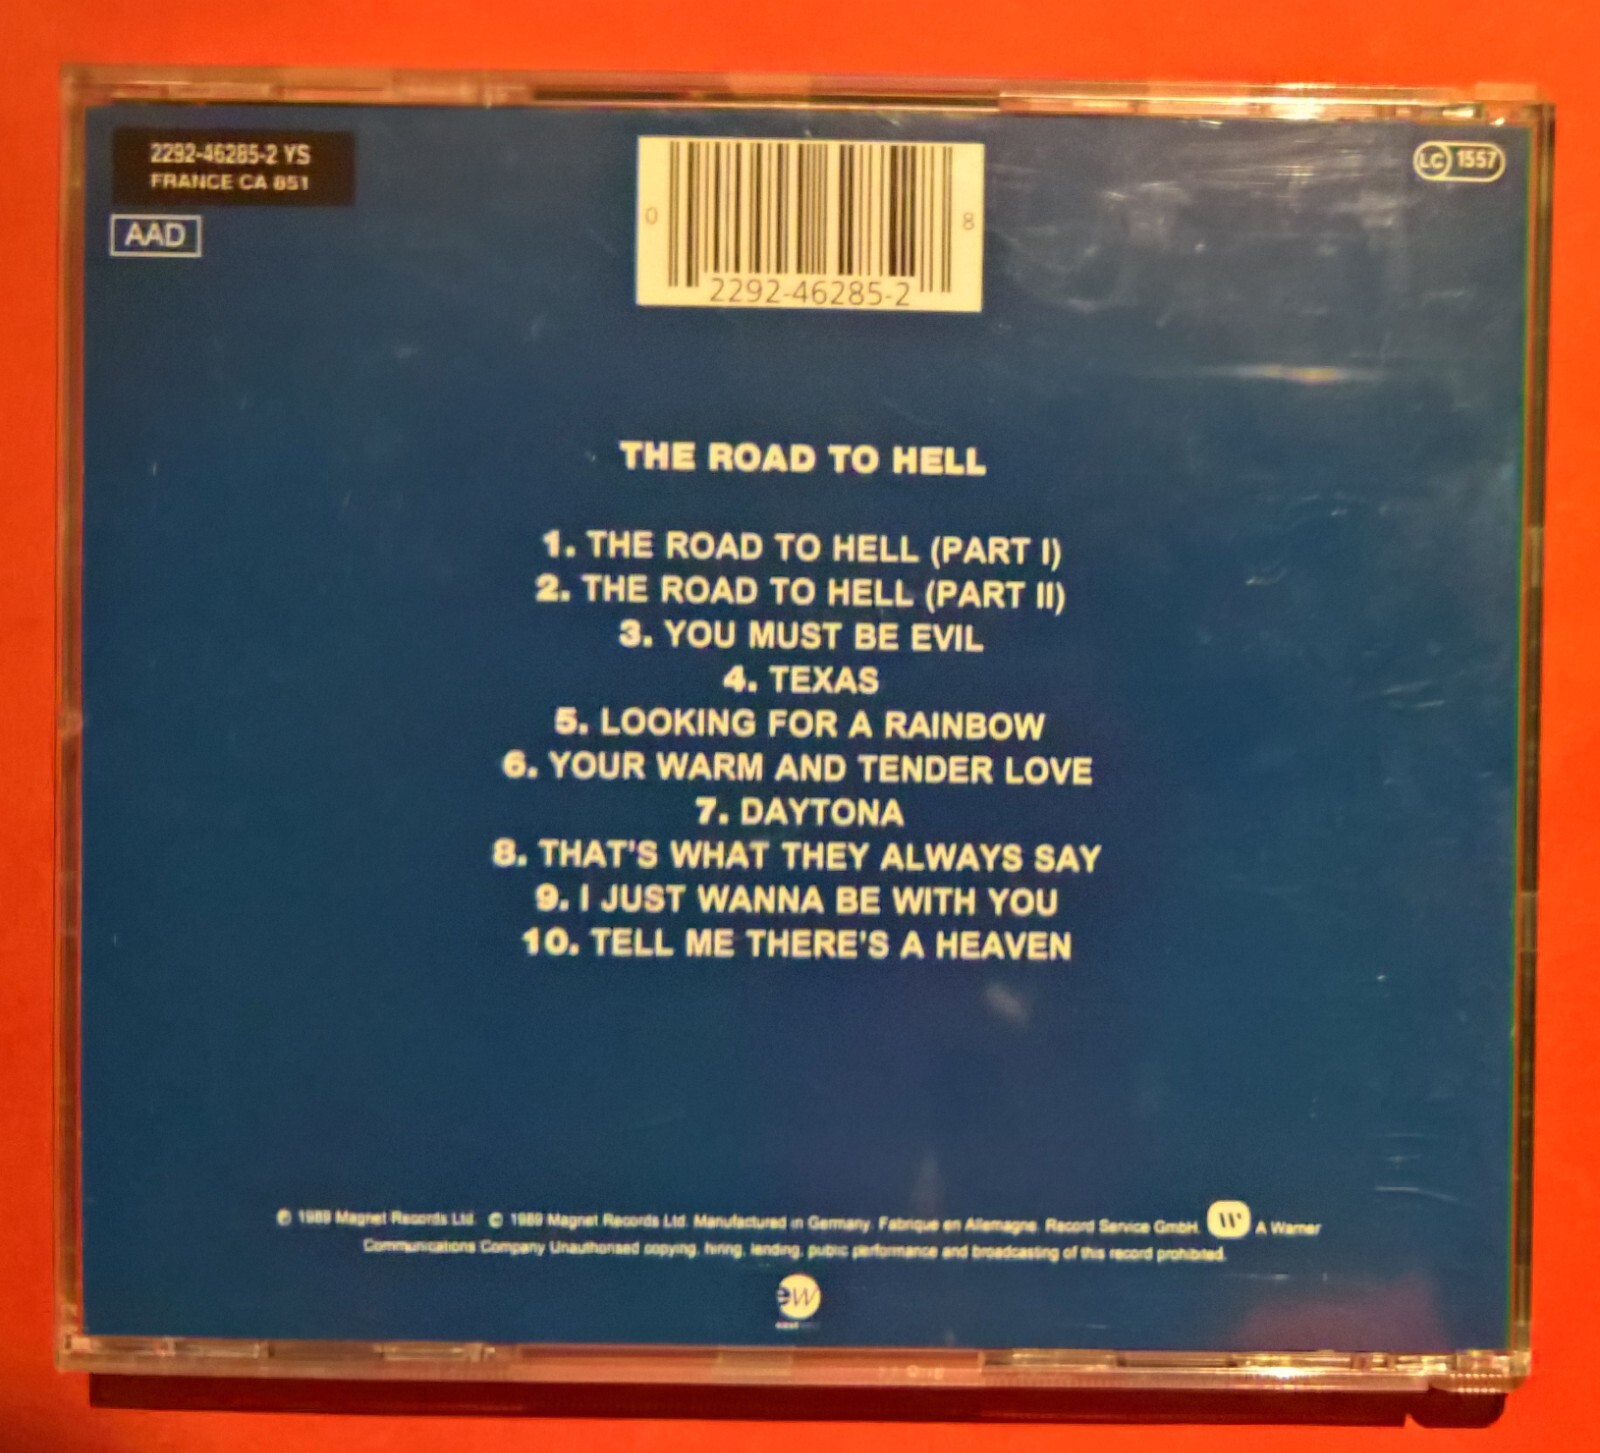 2292-46285-2 YS
FRANCE CA 851
AAD
0 8
2292-46285-2
LC 1557
THE ROAD TO HELL
1. THE ROAD TO HELL (PART I)
2. THE ROAD TO HELL (PART II)
3. YOU MUST BE EVIL
4. TEXAS
5. LOOKING FOR A RAINBOW
6. YOUR WARM AND TENDER LOVE
7. DAYTONA
8. THAT'S WHAT THEY ALWAYS SAY
9. I JUST WANNA BE WITH YOU
10. TELL ME THERE'S A HEAVEN
℗ 1989 Magnet Records Ltd. © 1989 Magnet Records Ltd. Manufactured in Germany. Fabriqué en Allemagne. Record Service GmbH. A Warner
Communications Company Unauthorised copying, hiring, lending, public performance and broadcasting of this record prohibited.
ew